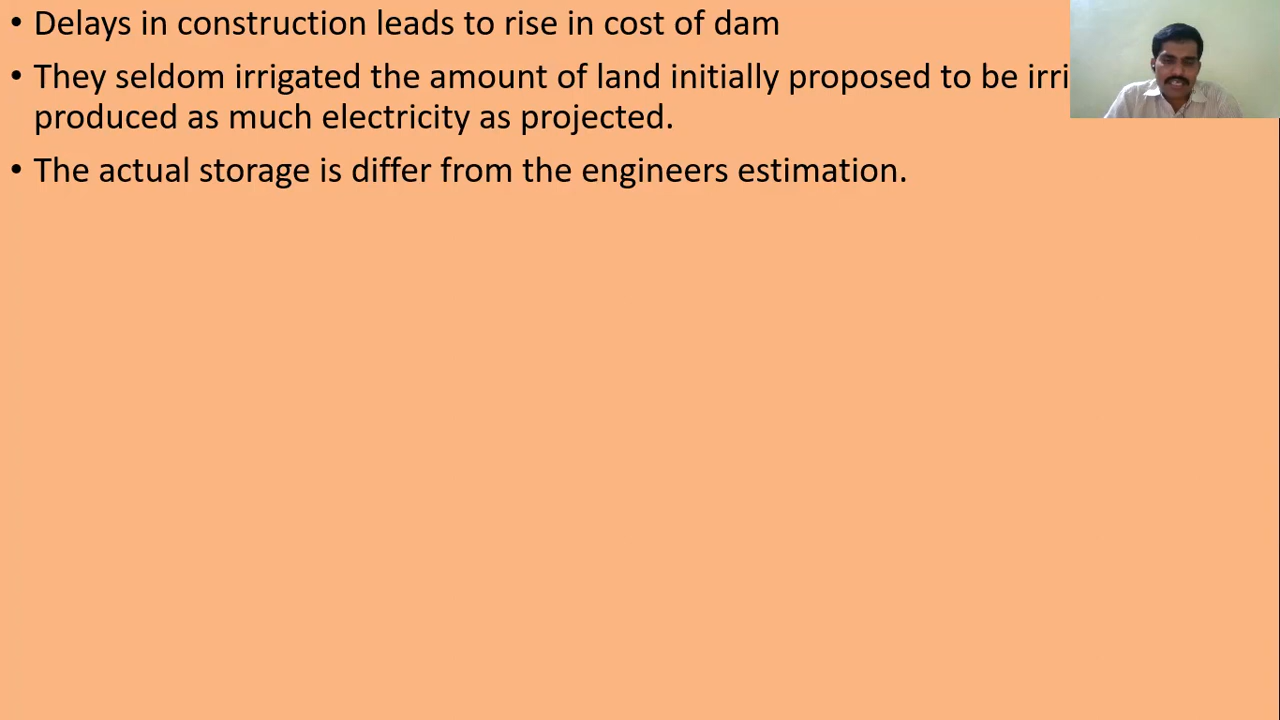 • Delays in construction leads to rise in cost of dam
• They seldom irrigated the amount of land initially proposed to be
produced as much electricity as projected.
• The actual storage is differ from the engineers estimation.